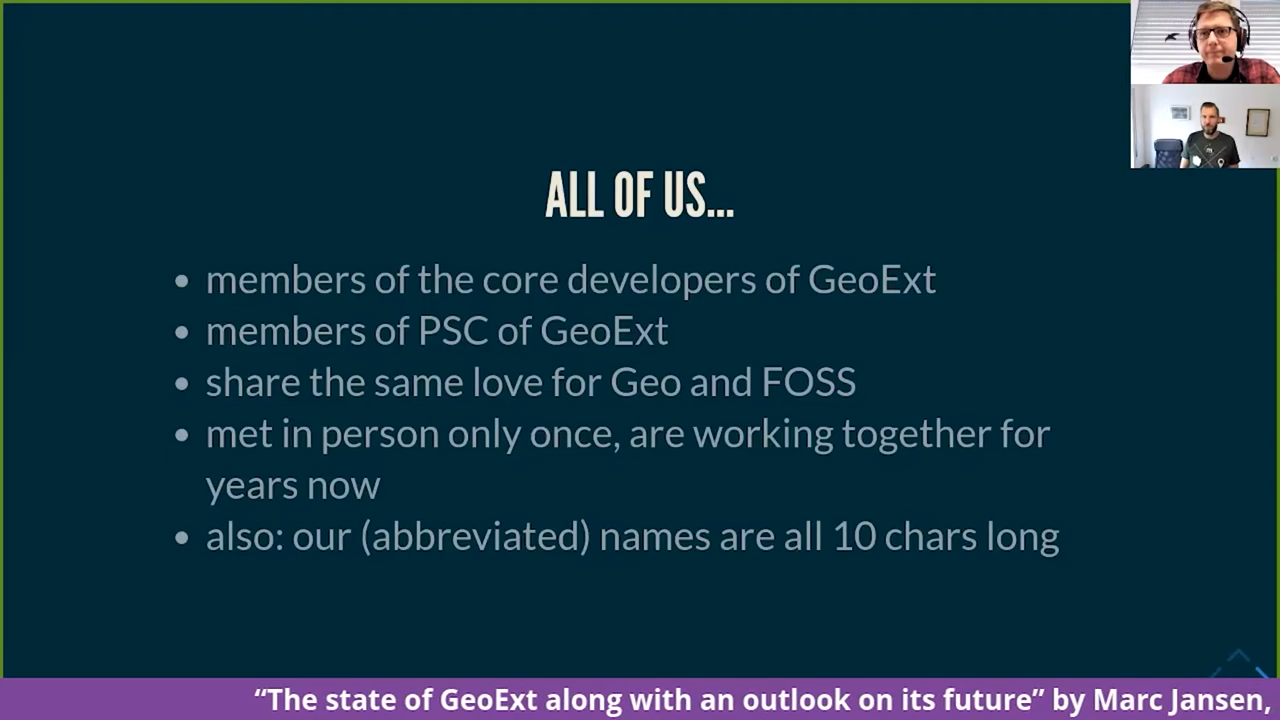 ALL OF US...
• members of the core developers of GeoExt
• members of PSC of GeoExt
• share the same love for Geo and FOSS
• met in person only once, are working together for
years now
• also: our (abbreviated) names are all 10 chars long
“The state of GeoExt along with an outlook on its future” by Marc Jansen,